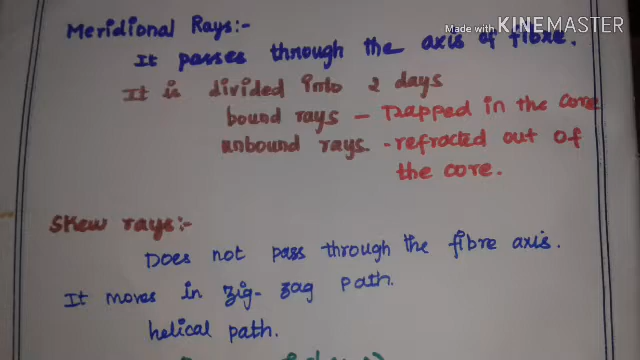 Made with KINEMASTER
Meridional Rays:-
It passes through the axis of fibre.
It is divided into 2 days
bound rays - Trapped in the core
unbound rays - refracted out of
the core.
Skew rays:-
Does not pass through the fibre axis.
It moves in zig-zag path.
helical path.